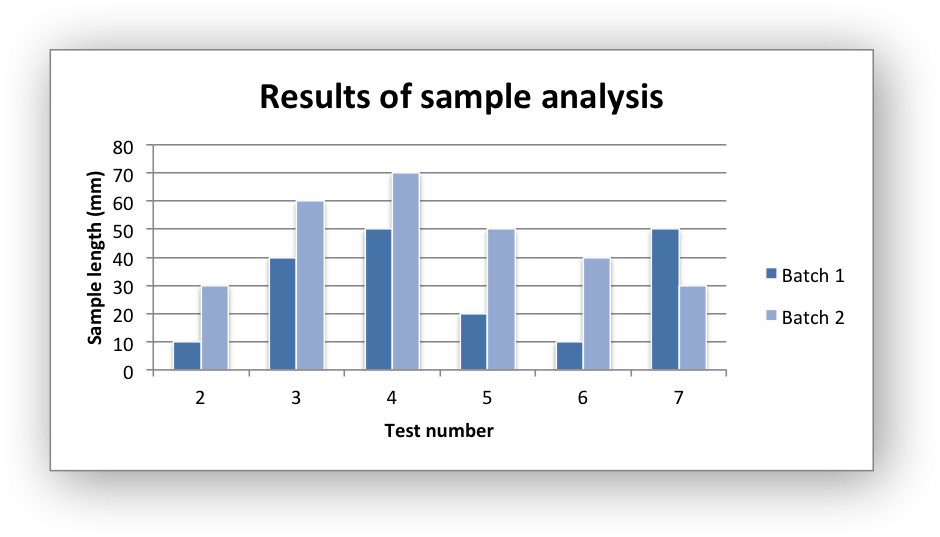 Results of sample analysis
80
70
60
50
40
30
20
10
0
Sample length (mm)
2 3 4 5 6 7
Test number
Batch 1
Batch 2